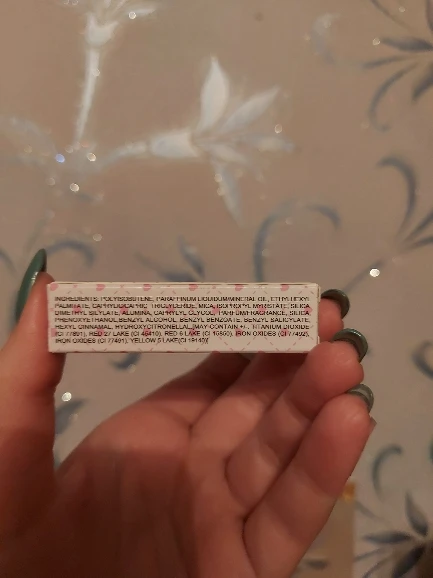 INGREDIENTS: POLYISOBUTENE, PARAFFINUM LIQUIDUM/MINERAL OIL, ETHYLHEXYL
PALMITATE, CAPRYLIC/CAPRIC TRIGLYCERIDE, MICA, ISOPROPYL MYRISTATE, SILICA
DIMETHYL SILYLATE, ALUMINA, CAPRYLYL GLYCOL, PARFUM/FRAGRANCE, SILICA,
PHENOXYETHANOL, BENZYL ALCOHOL, BENZYL BENZOATE, BENZYL SALICYLATE,
HEXYL CINNAMAL, HYDROXYCITRONELLAL, [MAY CONTAIN +/-, TITANIUM DIOXIDE
(CI 77891), RED 27 LAKE (CI 45410), RED 6 LAKE (CI 15850), IRON OXIDES (CI 77492),
IRON OXIDES (CI 77491), YELLOW 5 LAKE(CI 19140)]